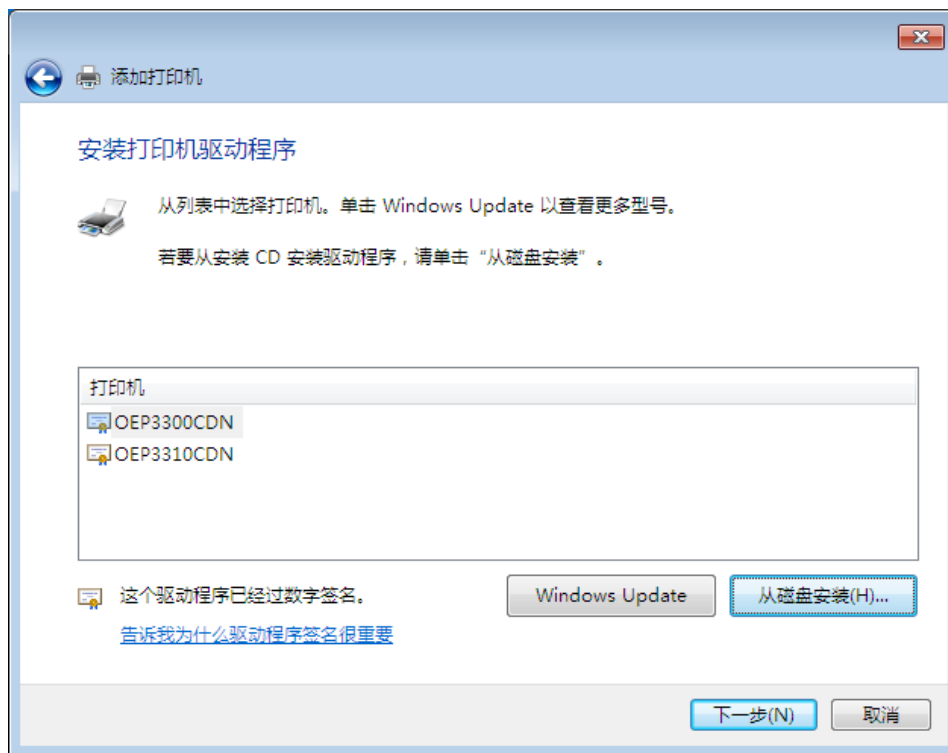 添加打印机
安装打印机驱动程序
从列表中选择打印机。单击 Windows Update 以查看更多型号。
若要从安装 CD 安装驱动程序，请单击“从磁盘安装”。
打印机
OEP3300CDN
OEP3310CDN
这个驱动程序已经过数字签名。
Windows Update
从磁盘安装(H)...
告诉我为什么驱动程序签名很重要
下一步(N)
取消